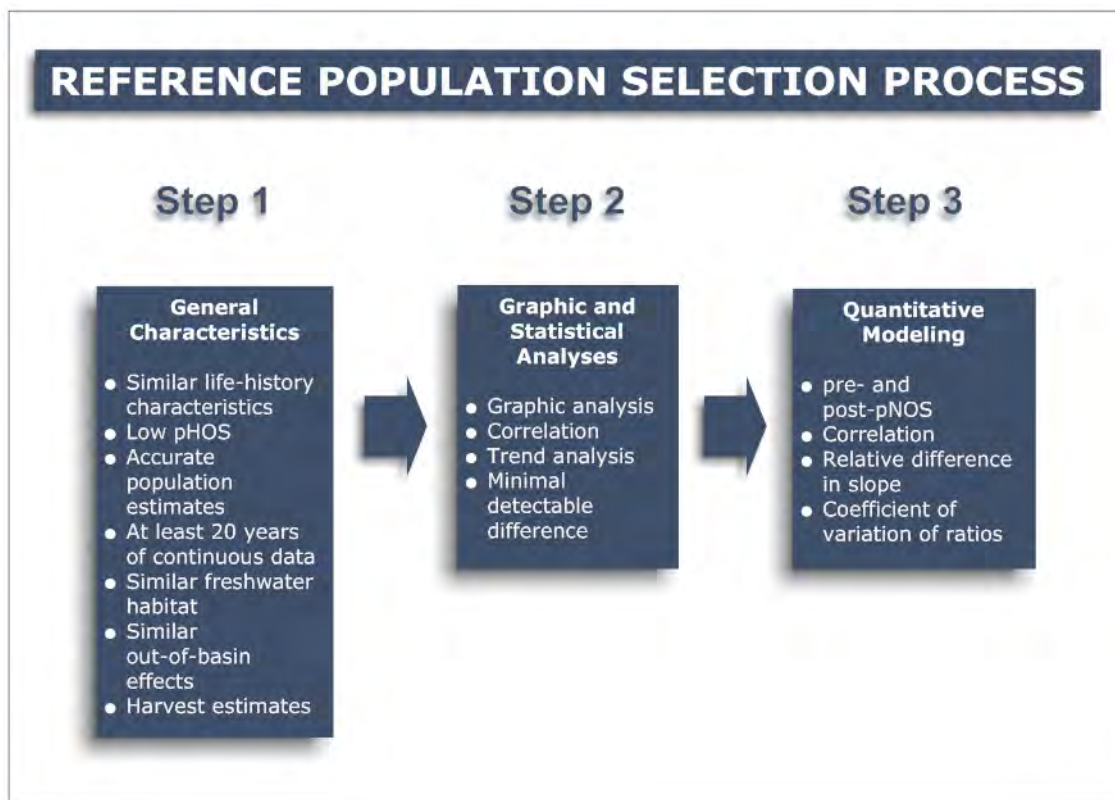 REFERENCE POPULATION SELECTION PROCESS
Step 1
General
Characteristics
● Similar life-history
characteristics
● Low pHOS
● Accurate
population
estimates
● At least 20 years
of continuous data
● Similar freshwater
habitat
● Similar
out-of-basin
effects
● Harvest estimates
Step 2
Graphic and
Statistical
Analyses
● Graphic analysis
● Correlation
● Trend analysis
● Minimal
detectable
difference
Step 3
Quantitative
Modeling
● pre- and
post-pNOS
● Correlation
● Relative difference
in slope
● Coefficient of
variation of ratios